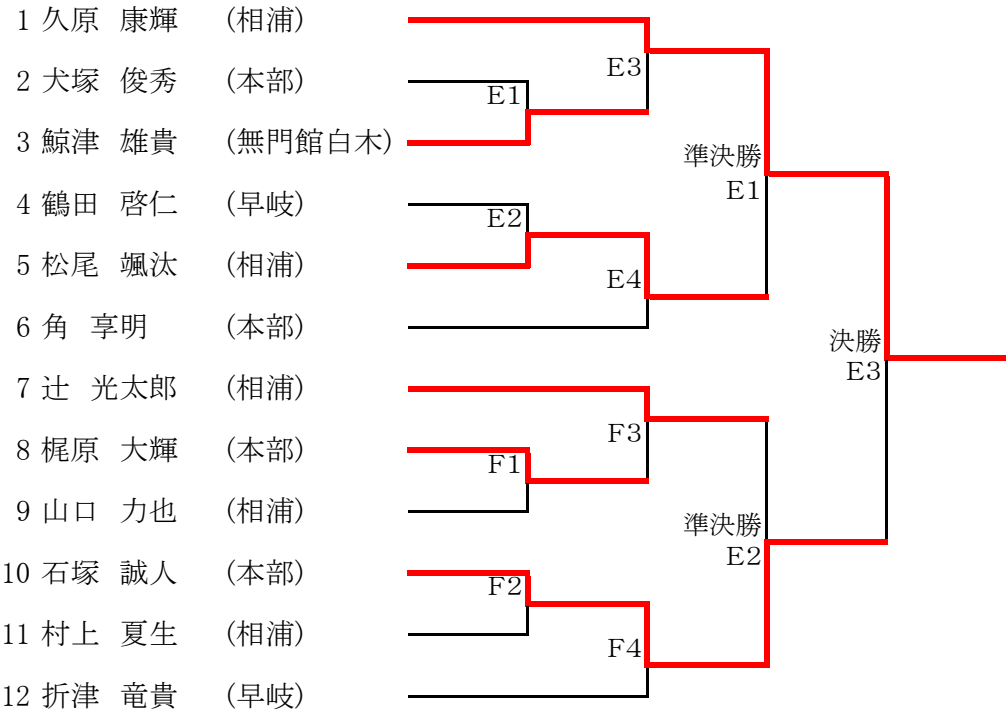 1 久原 康輝 (相浦)
2 犬塚 俊秀 (本部)
3 鯨津 雄貴 (無門館白木)
4 鶴田 啓仁 (早岐)
5 松尾 颯汰 (相浦)
6 角 享明 (本部)
7 辻 光太郎 (相浦)
8 梶原 大輝 (本部)
9 山口 力也 (相浦)
10 石塚 誠人 (本部)
11 村上 夏生 (相浦)
12 折津 竜貴 (早岐)
E1
E2
F1
F2
E3
E4
F3
F4
準決勝
E1
準決勝
E2
決勝
E3